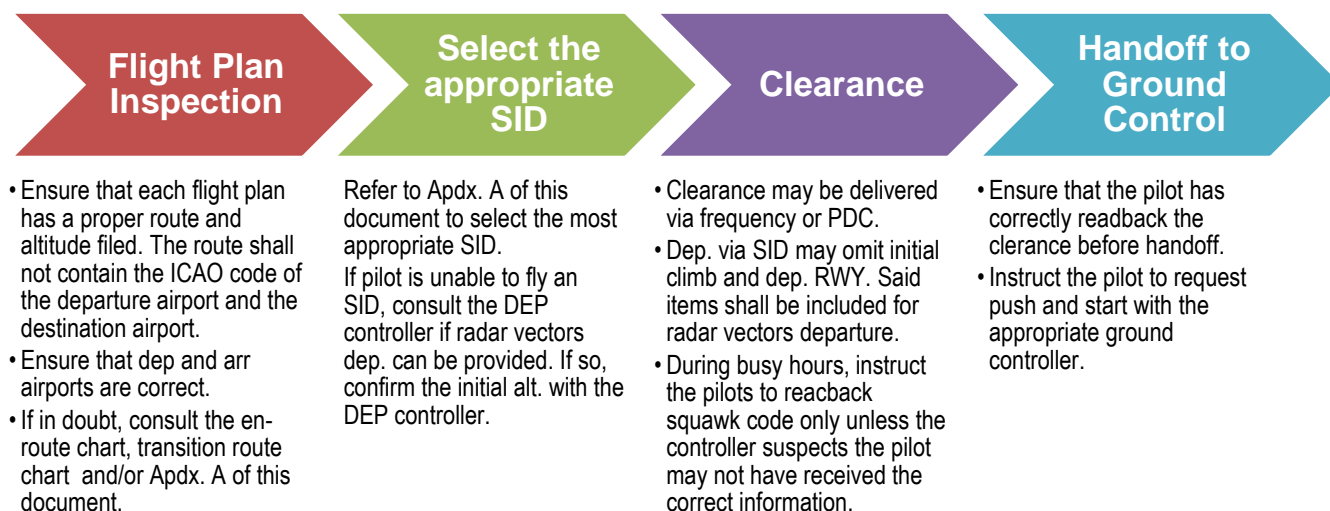 Flight Plan
Inspection
Select the
appropriate
SID
Clearance
Handoff to
Ground
Control
• Ensure that each flight plan
has a proper route and
altitude filed. The route shall
not contain the ICAO code of
the departure airport and the
destination airport.
• Ensure that dep and arr
airports are correct.
• If in doubt, consult the en-
route chart, transition route
chart and/or Apdx. A of this
document.
Refer to Apdx. A of this
document to select the most
appropriate SID.
If pilot is unable to fly an
SID, consult the DEP
controller if radar vectors
dep. can be provided. If so,
confirm the initial alt. with the
DEP controller.
• Clearance may be delivered
via frequency or PDC.
• Dep. via SID may omit initial
climb and dep. RWY. Said
items shall be included for
radar vectors departure.
• During busy hours, instruct
the pilots to reacback
squawk code only unless the
controller suspects the pilot
may not have received the
correct information.
• Ensure that the pilot has
correctly readback the
clerance before handoff.
• Instruct the pilot to request
push and start with the
appropriate ground
controller.